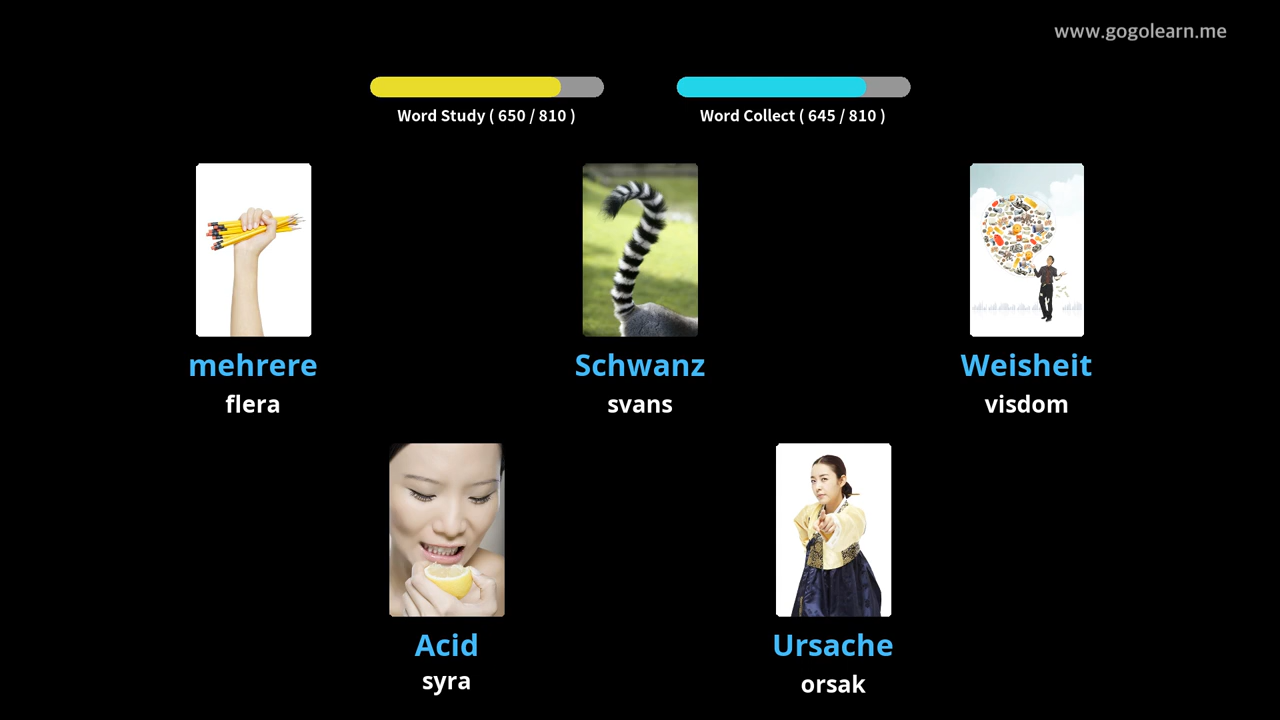 www.gogolearn.me
Word Study ( 650 / 810 )
Word Collect ( 645 / 810 )
mehrere
flera
Schwanz
svans
Weisheit
visdom
Acid
syra
Ursache
orsak